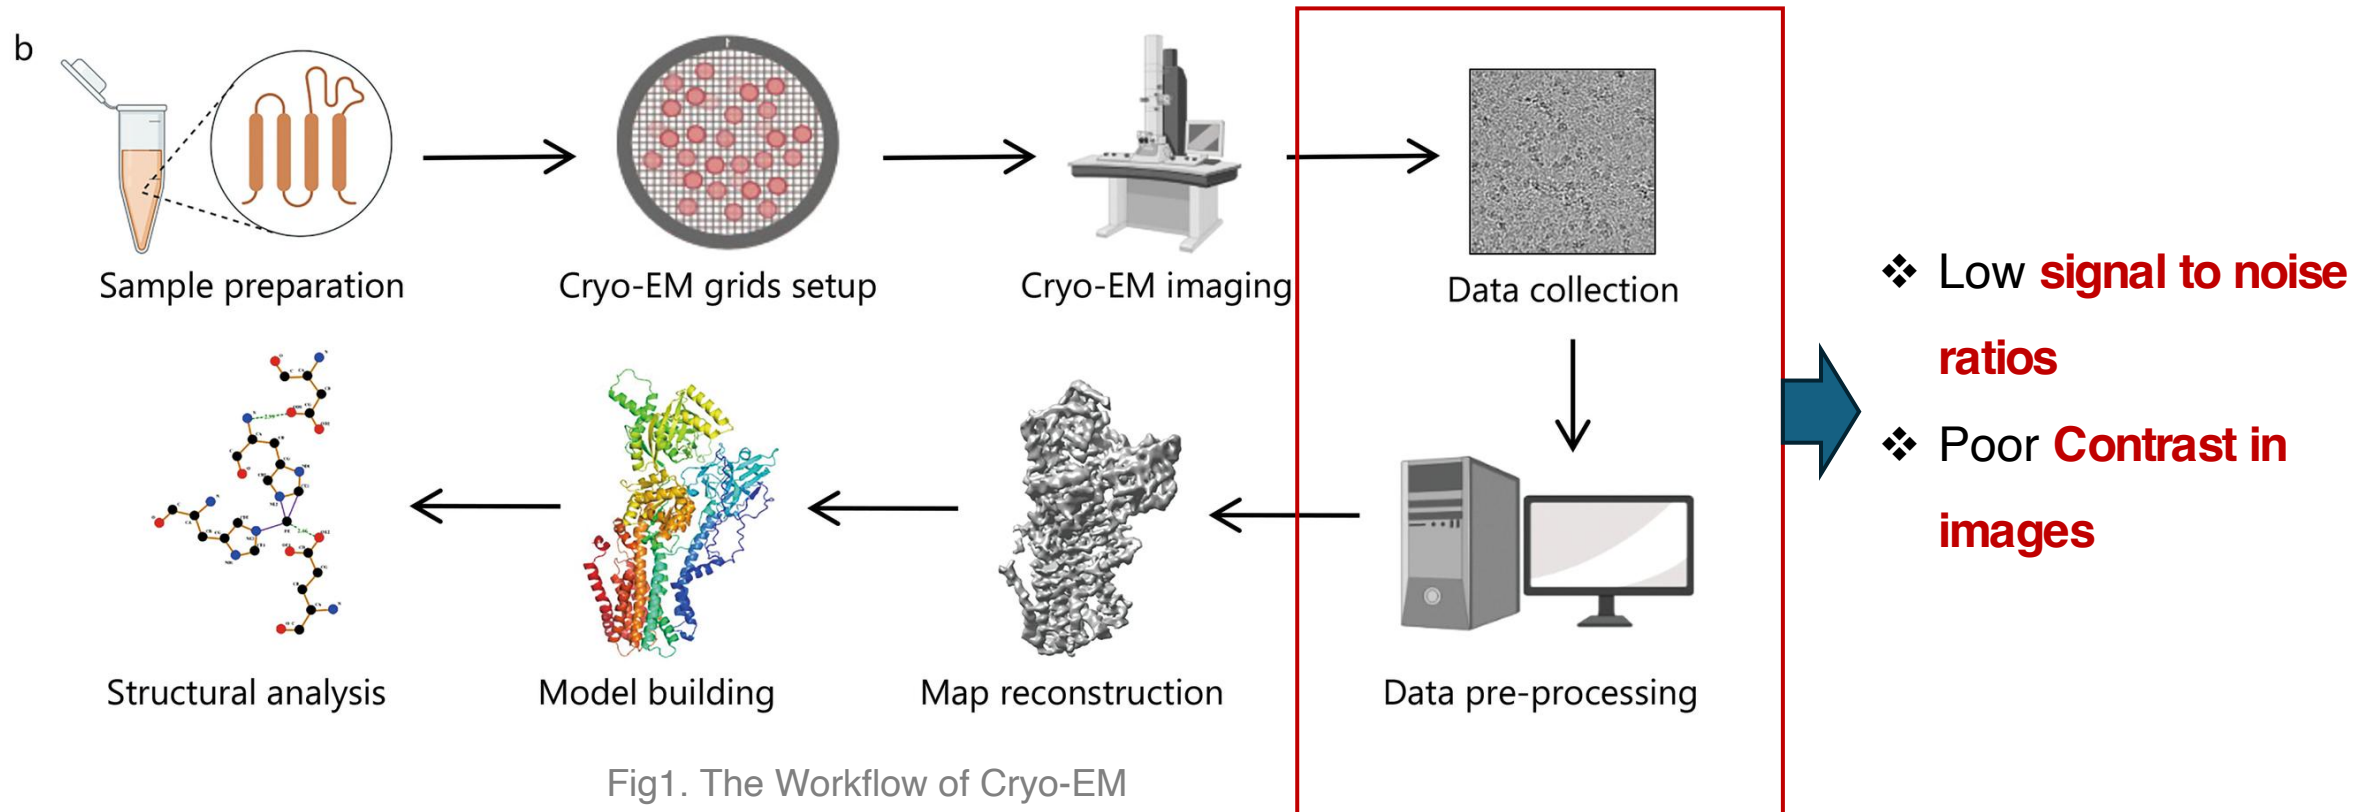 b
Sample preparation
Cryo-EM grids setup
Cryo-EM imaging
Data collection
❖ Low signal to noise
ratios
❖ Poor Contrast in
images
Structural analysis
Model building
Map reconstruction
Data pre-processing
Fig1. The Workflow of Cryo-EM